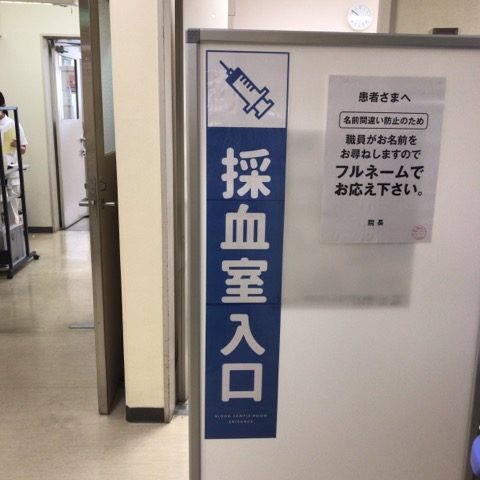 採血室入口
BLOOD SAMPLE ROOM
ENTRANCE
患者さまへ
名前間違い防止のため
職員がお名前を
お尋ねしますので
フルネームで
お応え下さい。
院長